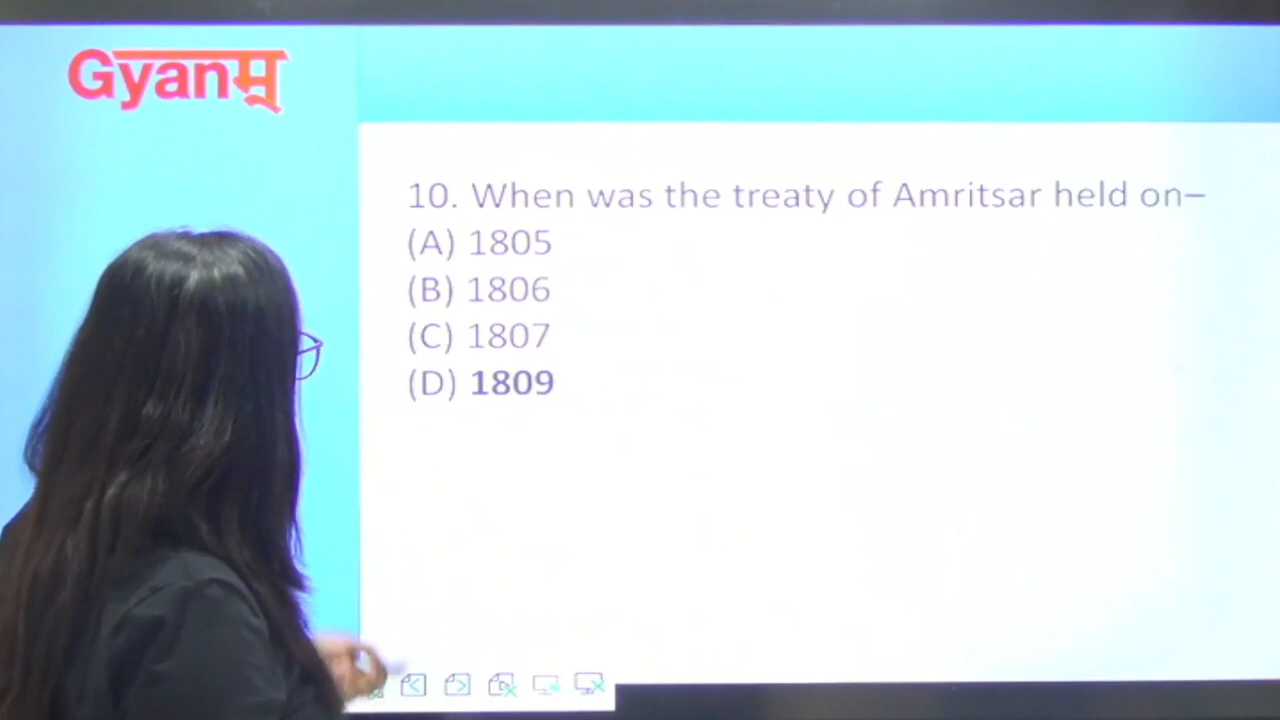 Gyanम्
10. When was the treaty of Amritsar held on–
(A) 1805
(B) 1806
(C) 1807
(D) 1809